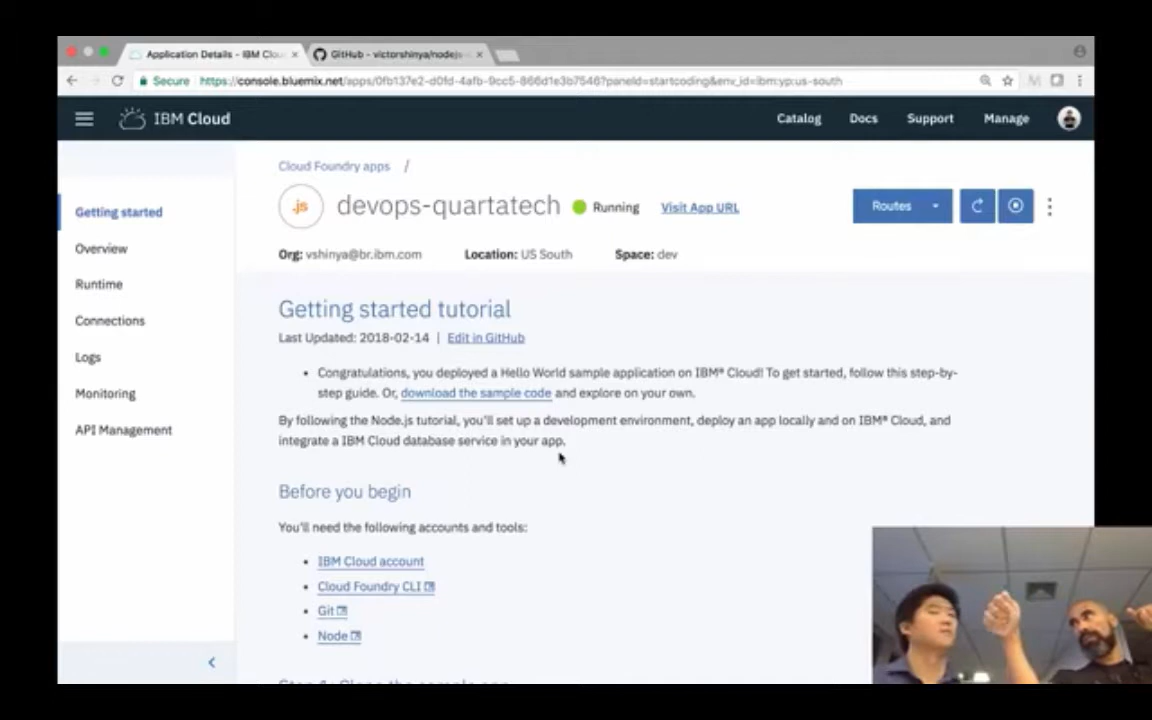 Application Details - IBM Clou
GitHub - victorshinya/nodejs-
Secure https://console.bluemix.net/apps/0fb137e2-d0fd-4afb-9cc5-866d1e3b7546?paneId=startcoding&env_id=ibm:yp:us-south
IBM Cloud
Catalog Docs Support Manage
Cloud Foundry apps /
.js devops-quartatech Running Visit App URL Routes
Org: vshinya@br.ibm.com Location: US South Space: dev
Getting started
Overview
Runtime
Connections
Logs
Monitoring
API Management
Getting started tutorial
Last Updated: 2018-02-14 | Edit in GitHub
• Congratulations, you deployed a Hello World sample application on IBM® Cloud! To get started, follow this step-by-
step guide. Or, download the sample code and explore on your own.
By following the Node.js tutorial, you'll set up a development environment, deploy an app locally and on IBM® Cloud, and
integrate a IBM Cloud database service in your app.
Before you begin
You'll need the following accounts and tools:
• IBM Cloud account
• Cloud Foundry CLI
• Git
• Node